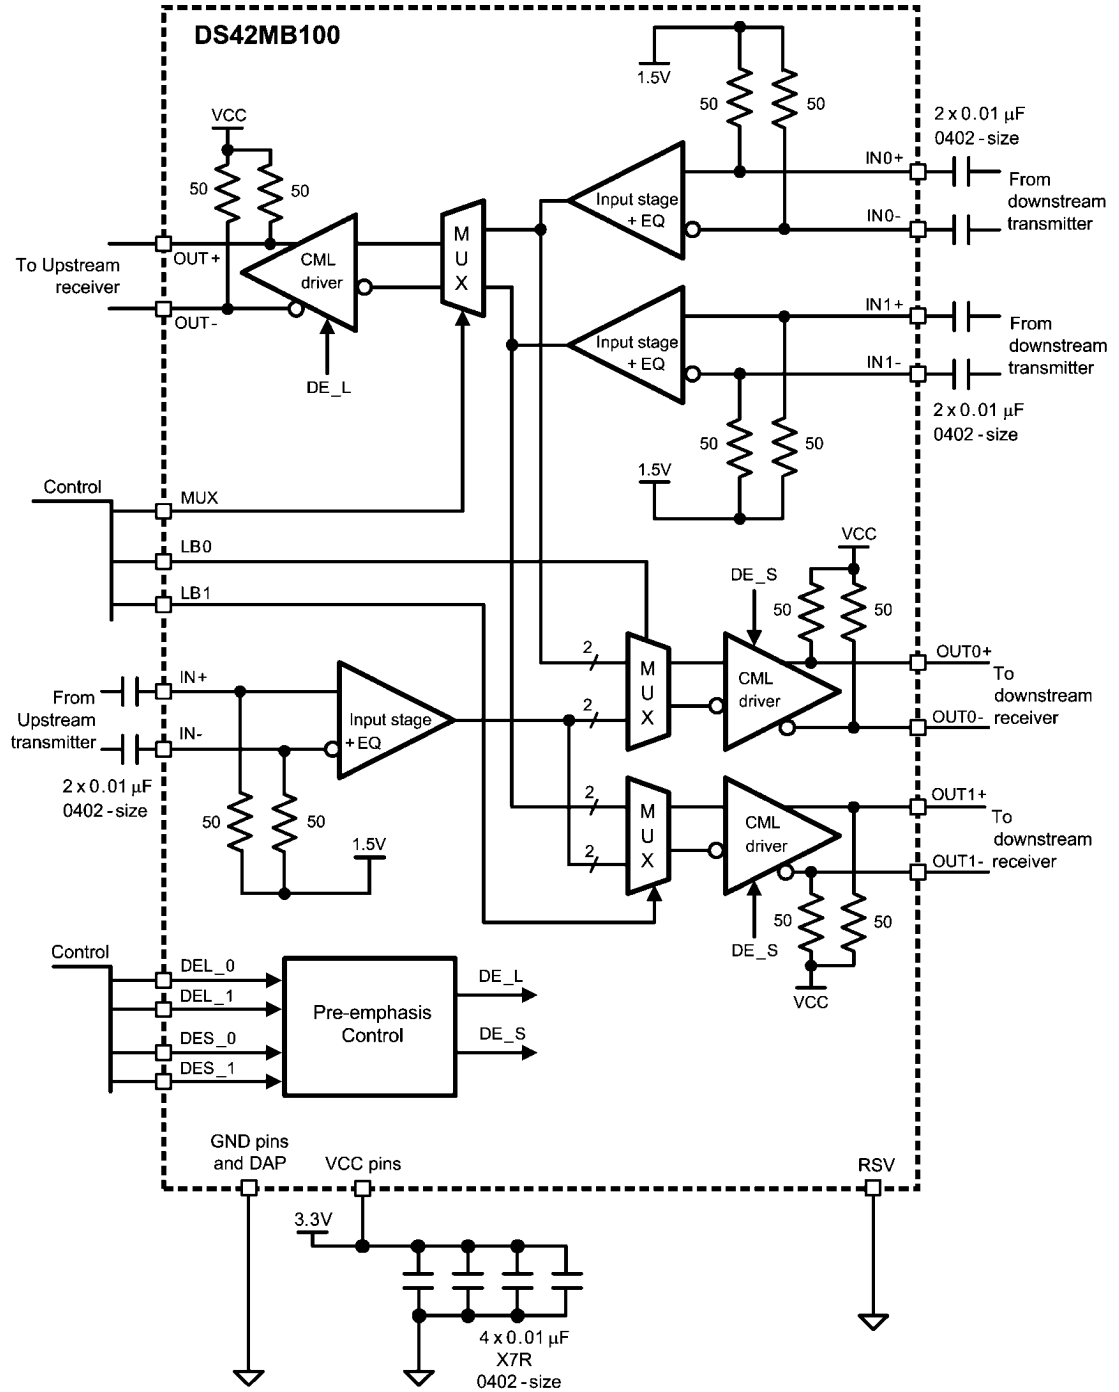 DS42MB100
1.5V
50
50
2 x 0.01 µF
0402 - size
VCC
50
50
IN0+
IN0-
From
downstream
transmitter
Input stage
+ EQ
M
U
X
CML
driver
OUT+
To Upstream
receiver
OUT-
DE_L
IN1+
IN1-
From
downstream
transmitter
Input stage
+ EQ
2 x 0.01 µF
0402 - size
50
50
1.5V
Control
MUX
LB0
LB1
VCC
DE_S
50
50
2
2
M
U
X
CML
driver
OUT0+
To
downstream
receiver
OUT0-
IN+
From
Upstream
transmitter
IN-
Input stage
+ EQ
2 x 0.01 µF
0402 - size
50
50
1.5V
2
2
M
U
X
CML
driver
OUT1+
To
downstream
receiver
OUT1-
50
50
DE_S
VCC
Control
DEL_0
DEL_1
DES_0
DES_1
Pre-emphasis
Control
DE_L
DE_S
GND pins
and DAP
VCC pins
RSV
3.3V
4 x 0.01 µF
X7R
0402 - size